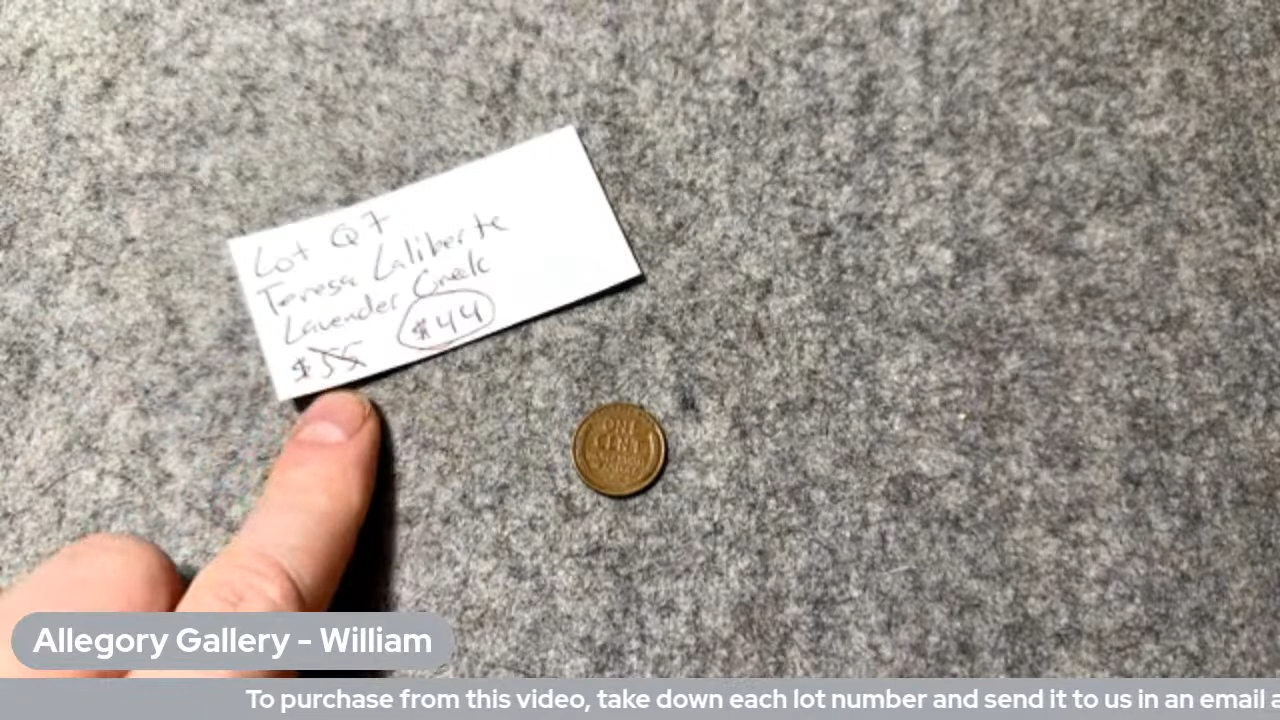 Lot Q7
Teresa Laliberte
Lavender Creek
$55 $44
ONE
CENT
Allegory Gallery - William
To purchase from this video, take down each lot number and send it to us in an email a